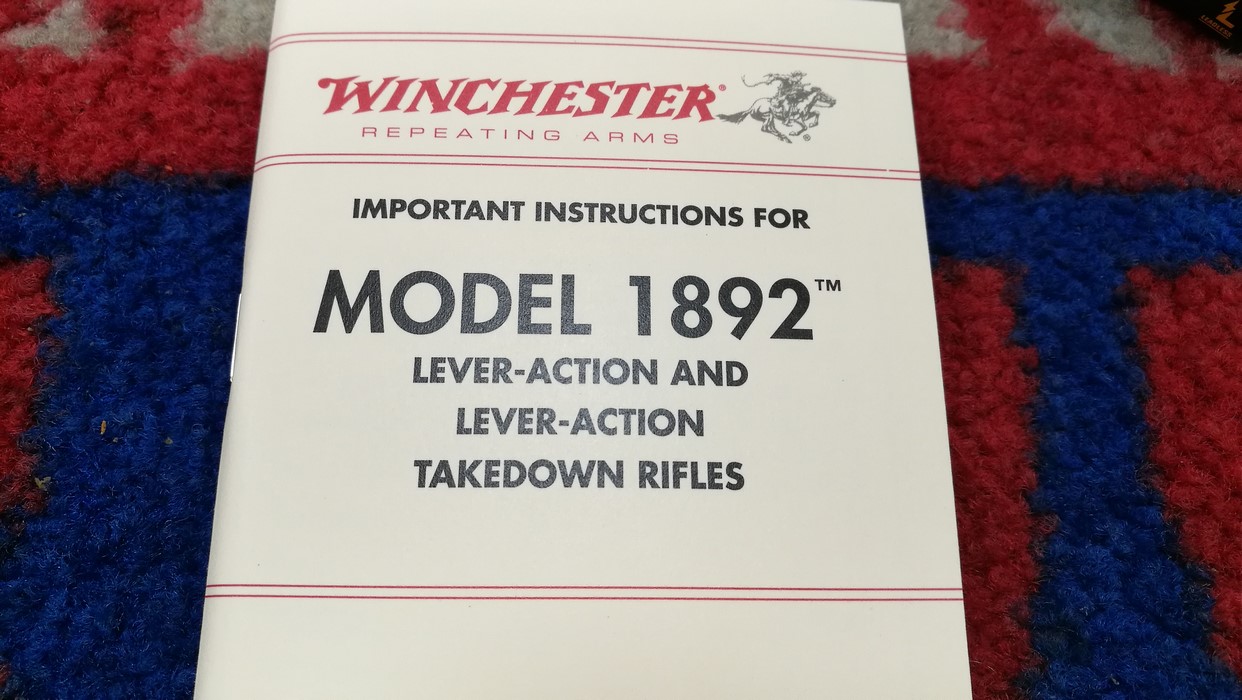 WINCHESTER®
REPEATING ARMS ®
IMPORTANT INSTRUCTIONS FOR
MODEL 1892™
LEVER-ACTION AND
LEVER-ACTION
TAKEDOWN RIFLES